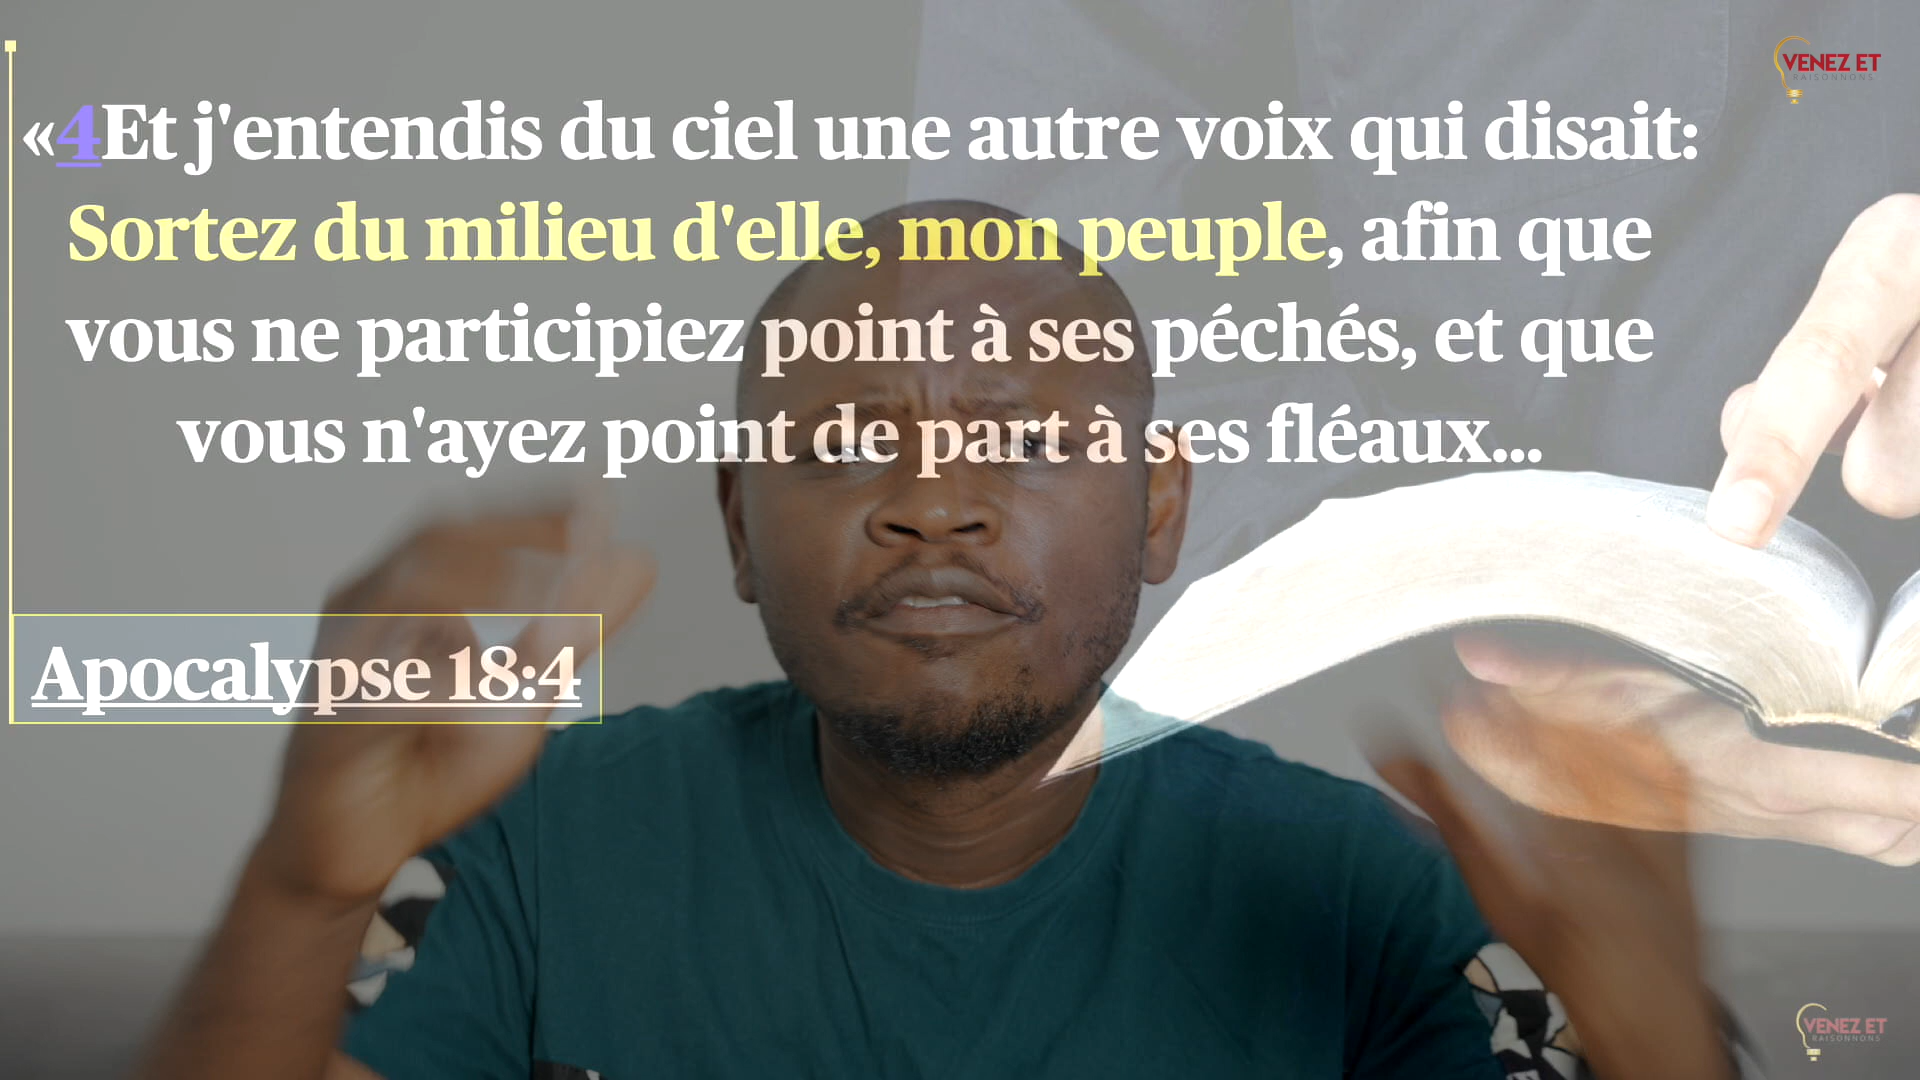 VENEZ ET
RAISONNONS
«4Et j'entendis du ciel une autre voix qui disait:
Sortez du milieu d'elle, mon peuple, afin que
vous ne participiez point à ses péchés, et que
vous n'ayez point de part à ses fléaux...
Apocalypse 18:4
VENEZ ET
RAISONNONS